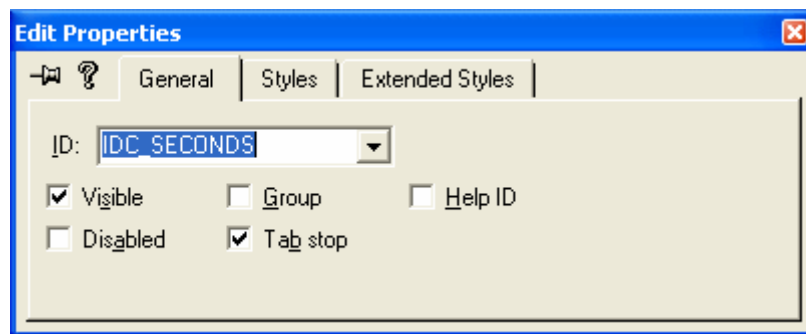 Edit Properties
? General Styles Extended Styles
ID: IDC_SECONDS
Visible Group Help ID
Disabled Tab stop